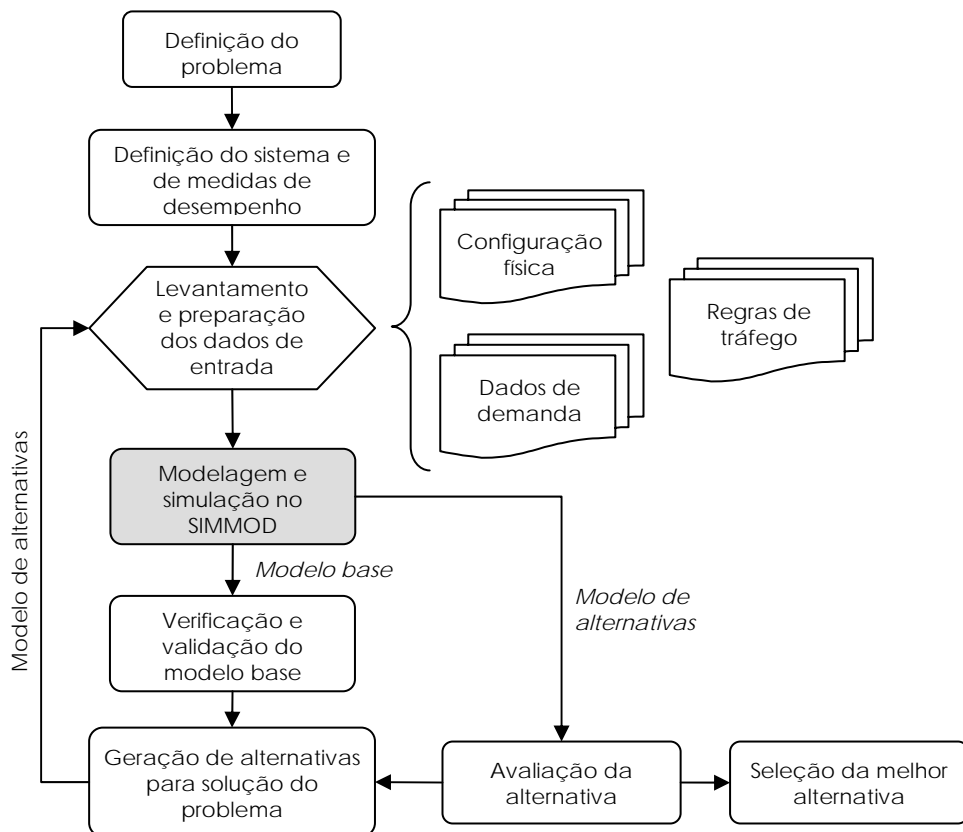 Definição do
problema
Definição do sistema e
de medidas de
desempenho
Configuração
física
Levantamento
e preparação
dos dados de
entrada
Regras de
tráfego
Dados de
demanda
Modelagem e
simulação no
SIMMOD
Modelo de alternativas
Modelo base
Modelo de
alternativas
Verificação e
validação do
modelo base
Geração de alternativas
para solução do
problema
Avaliação da
alternativa
Seleção da melhor
alternativa